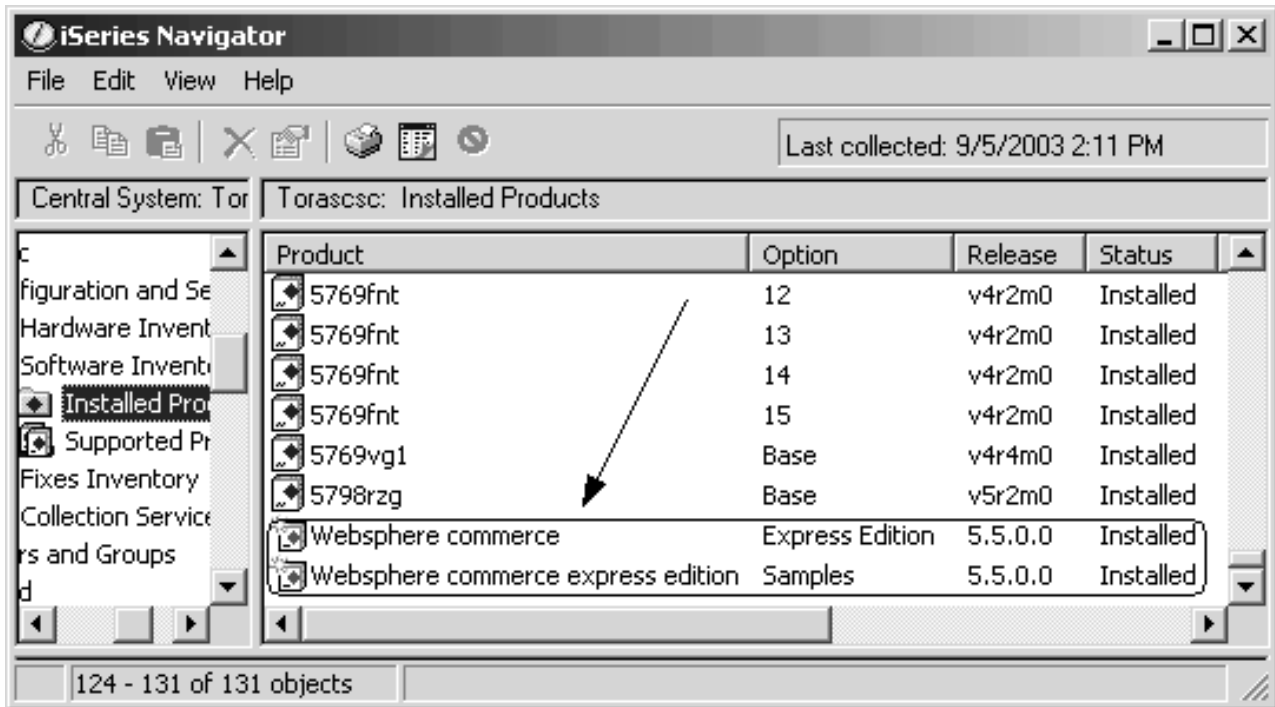 iSeries Navigator
File Edit View Help
Last collected: 9/5/2003 2:11 PM
Central System: Tor
Torascsc: Installed Products
c
figuration and Se
Hardware Invent
Software Invent
Installed Pro
Supported Pr
Fixes Inventory
Collection Service
rs and Groups
d
Product Option Release Status
5769fnt 12 v4r2m0 Installed
5769fnt 13 v4r2m0 Installed
5769fnt 14 v4r2m0 Installed
5769fnt 15 v4r2m0 Installed
5769vg1 Base v4r4m0 Installed
5798rzg Base v5r2m0 Installed
Websphere commerce Express Edition 5.5.0.0 Installed
Websphere commerce express edition Samples 5.5.0.0 Installed
124 - 131 of 131 objects